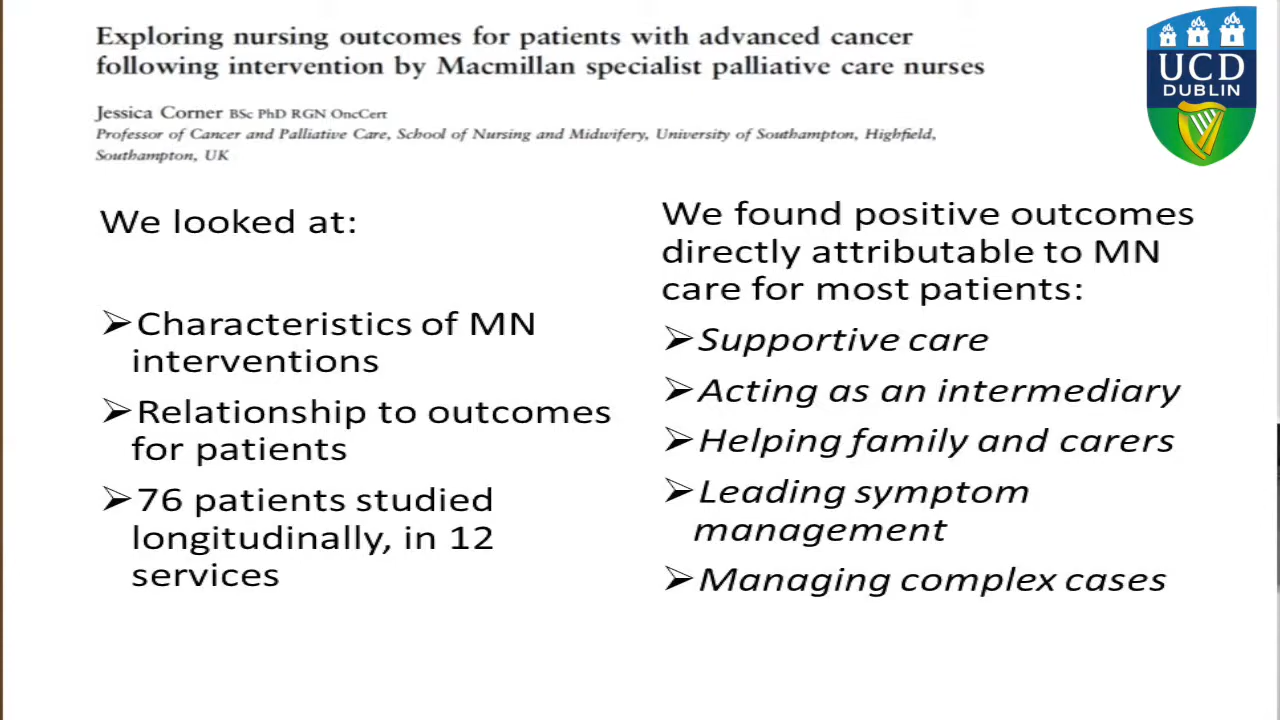 Exploring nursing outcomes for patients with advanced cancer
following intervention by Macmillan specialist palliative care nurses
Jessica Corner BSc PhD RGN OncCert
Professor of Cancer and Palliative Care, School of Nursing and Midwifery, University of Southampton, Highfield,
Southampton, UK
UCD
DUBLIN
We looked at:
➢Characteristics of MN
interventions
➢Relationship to outcomes
for patients
➢76 patients studied
longitudinally, in 12
services
We found positive outcomes
directly attributable to MN
care for most patients:
➢Supportive care
➢Acting as an intermediary
➢Helping family and carers
➢Leading symptom
management
➢Managing complex cases